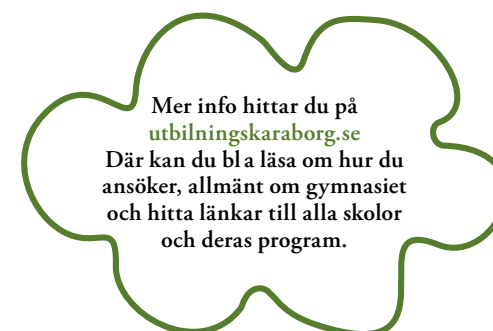 Mer info hittar du på
utbilningskaraborg.se
Där kan du bl a läsa om hur du
ansöker, allmänt om gymnasiet
och hitta länkar till alla skolor
och deras program.